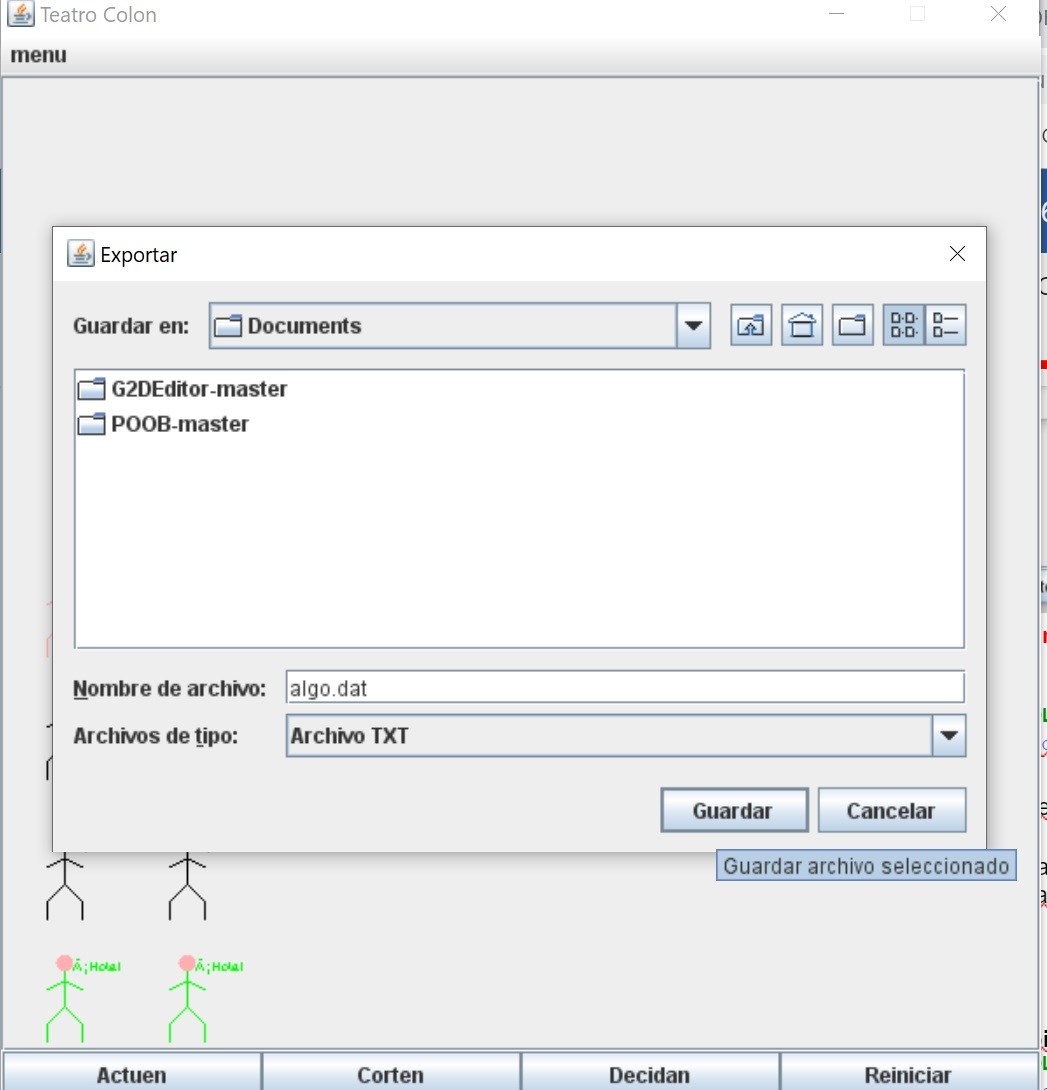 Teatro Colon
menu
Exportar
Guardar en: Documents
G2DEditor-master
POOB-master
Nombre de archivo: algo.dat
Archivos de tipo: Archivo TXT
Guardar Cancelar
Guardar archivo seleccionado
Â¡Hola! Â¡Hola!
Actuen Corten Decidan Reiniciar